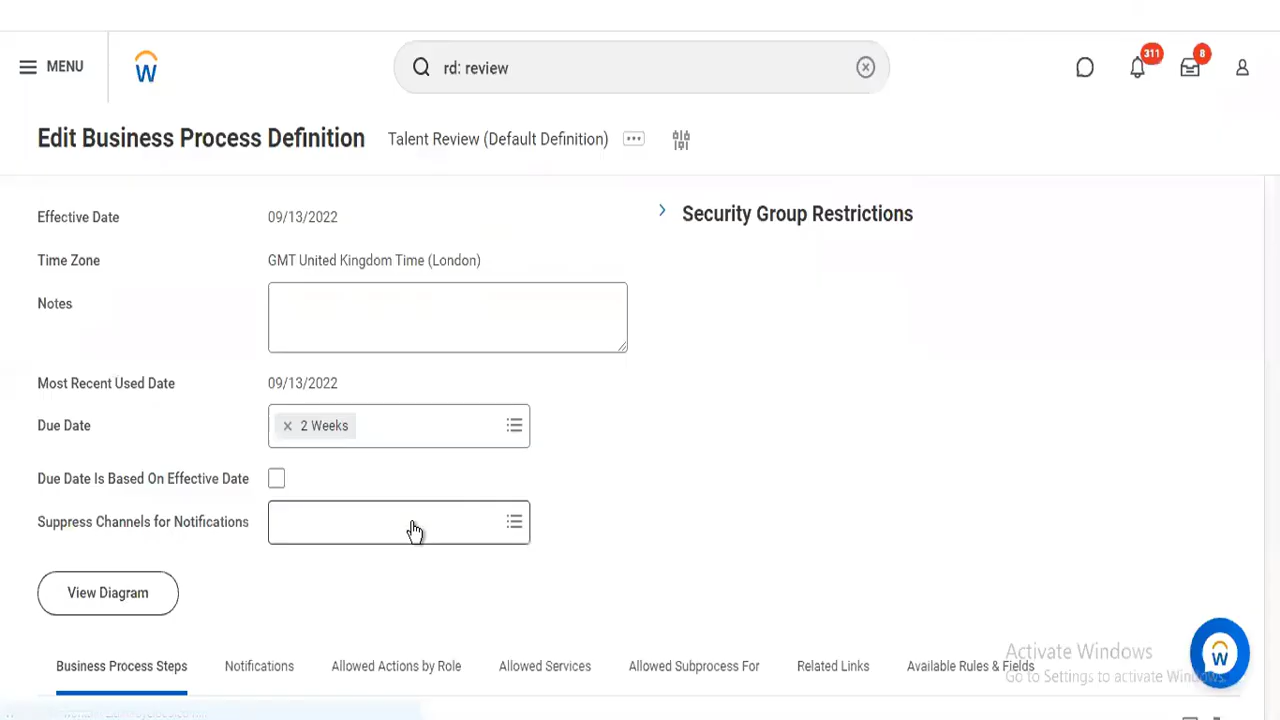 MENU
W
rd: review
311
8
Edit Business Process Definition
Talent Review (Default Definition)
Effective Date
09/13/2022
Security Group Restrictions
Time Zone
GMT United Kingdom Time (London)
Notes
Most Recent Used Date
09/13/2022
Due Date
2 Weeks
Due Date Is Based On Effective Date
Suppress Channels for Notifications
View Diagram
Activate Windows
Go to Settings to activate Windows.
W
Business Process Steps
Notifications
Allowed Actions by Role
Allowed Services
Allowed Subprocess For
Related Links
Available Rules & Fields